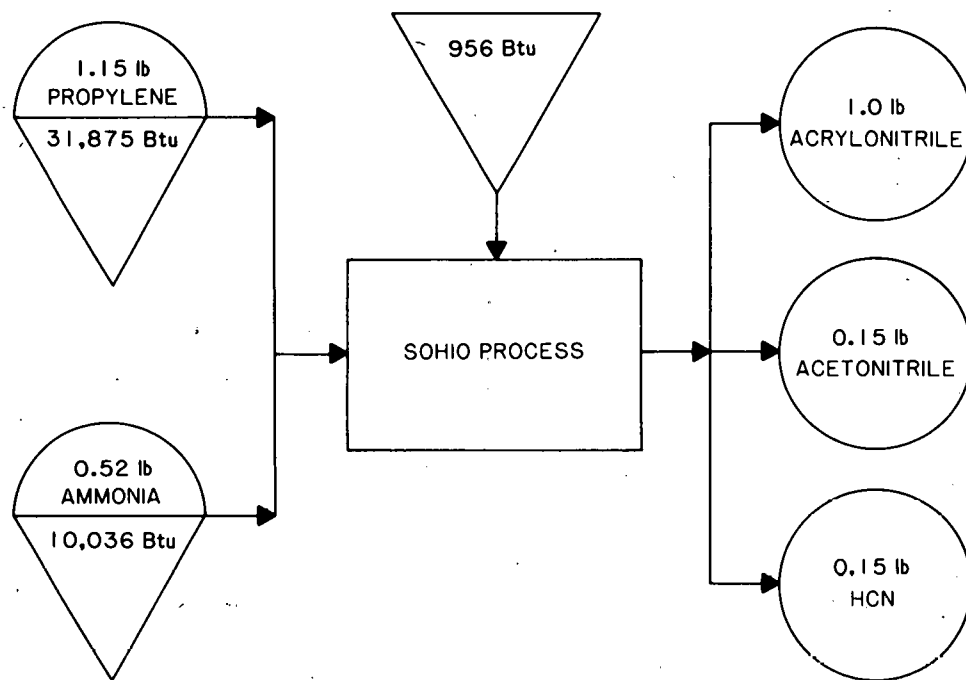 1.15 lb
PROPYLENE
31,875 Btu
0.52 lb
AMMONIA
10,036 Btu
956 Btu
SOHIO PROCESS
1.0 lb
ACRYLONITRILE
0.15 lb
ACETONITRILE
0.15 lb
HCN